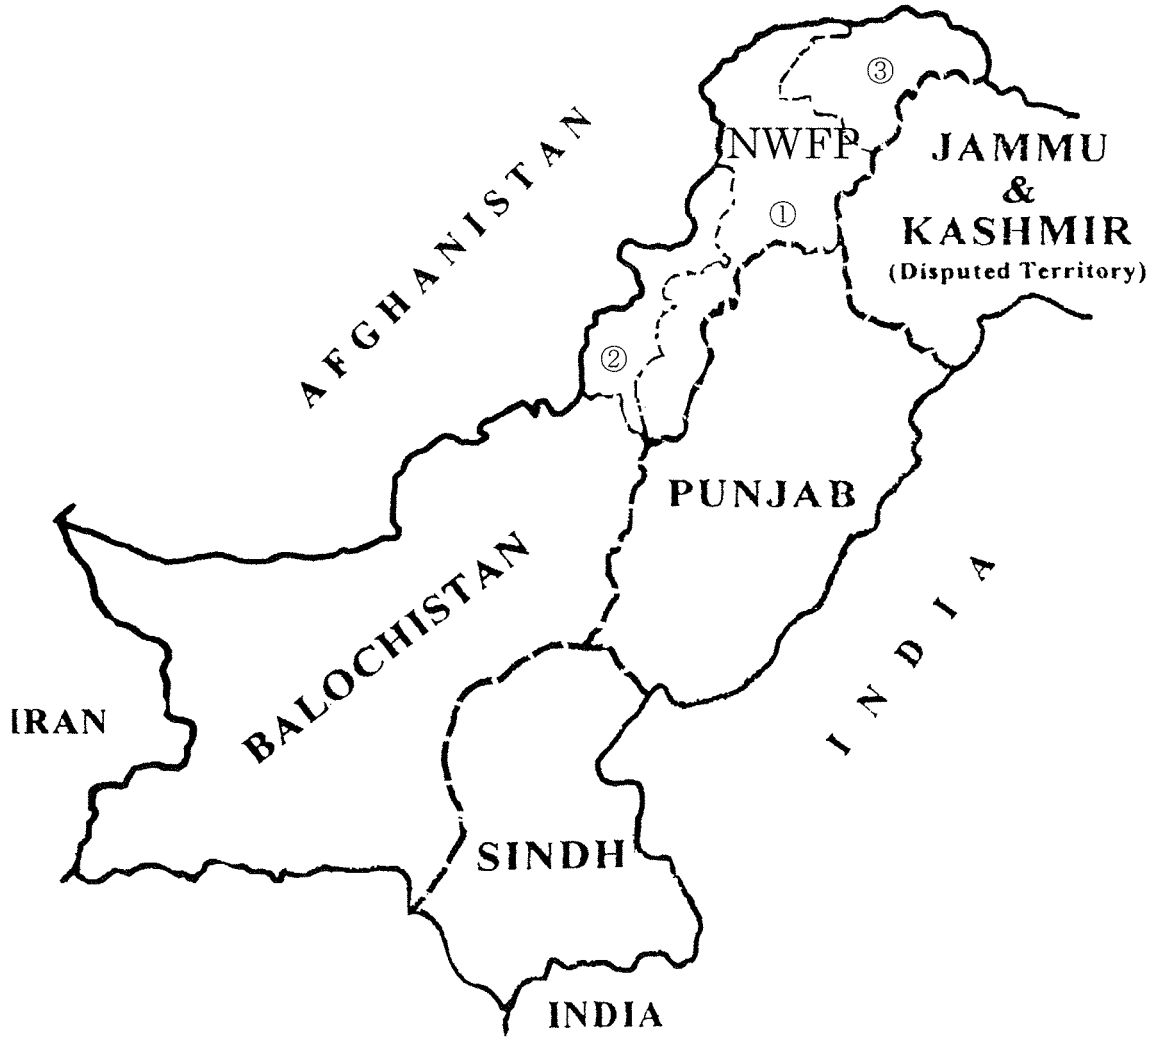 ③
NWFP
JAMMU
&
KASHMIR
(Disputed Territory)
①
AFGHANISTAN
②
PUNJAB
BALOCHISTAN
INDIA
IRAN
SINDH
INDIA